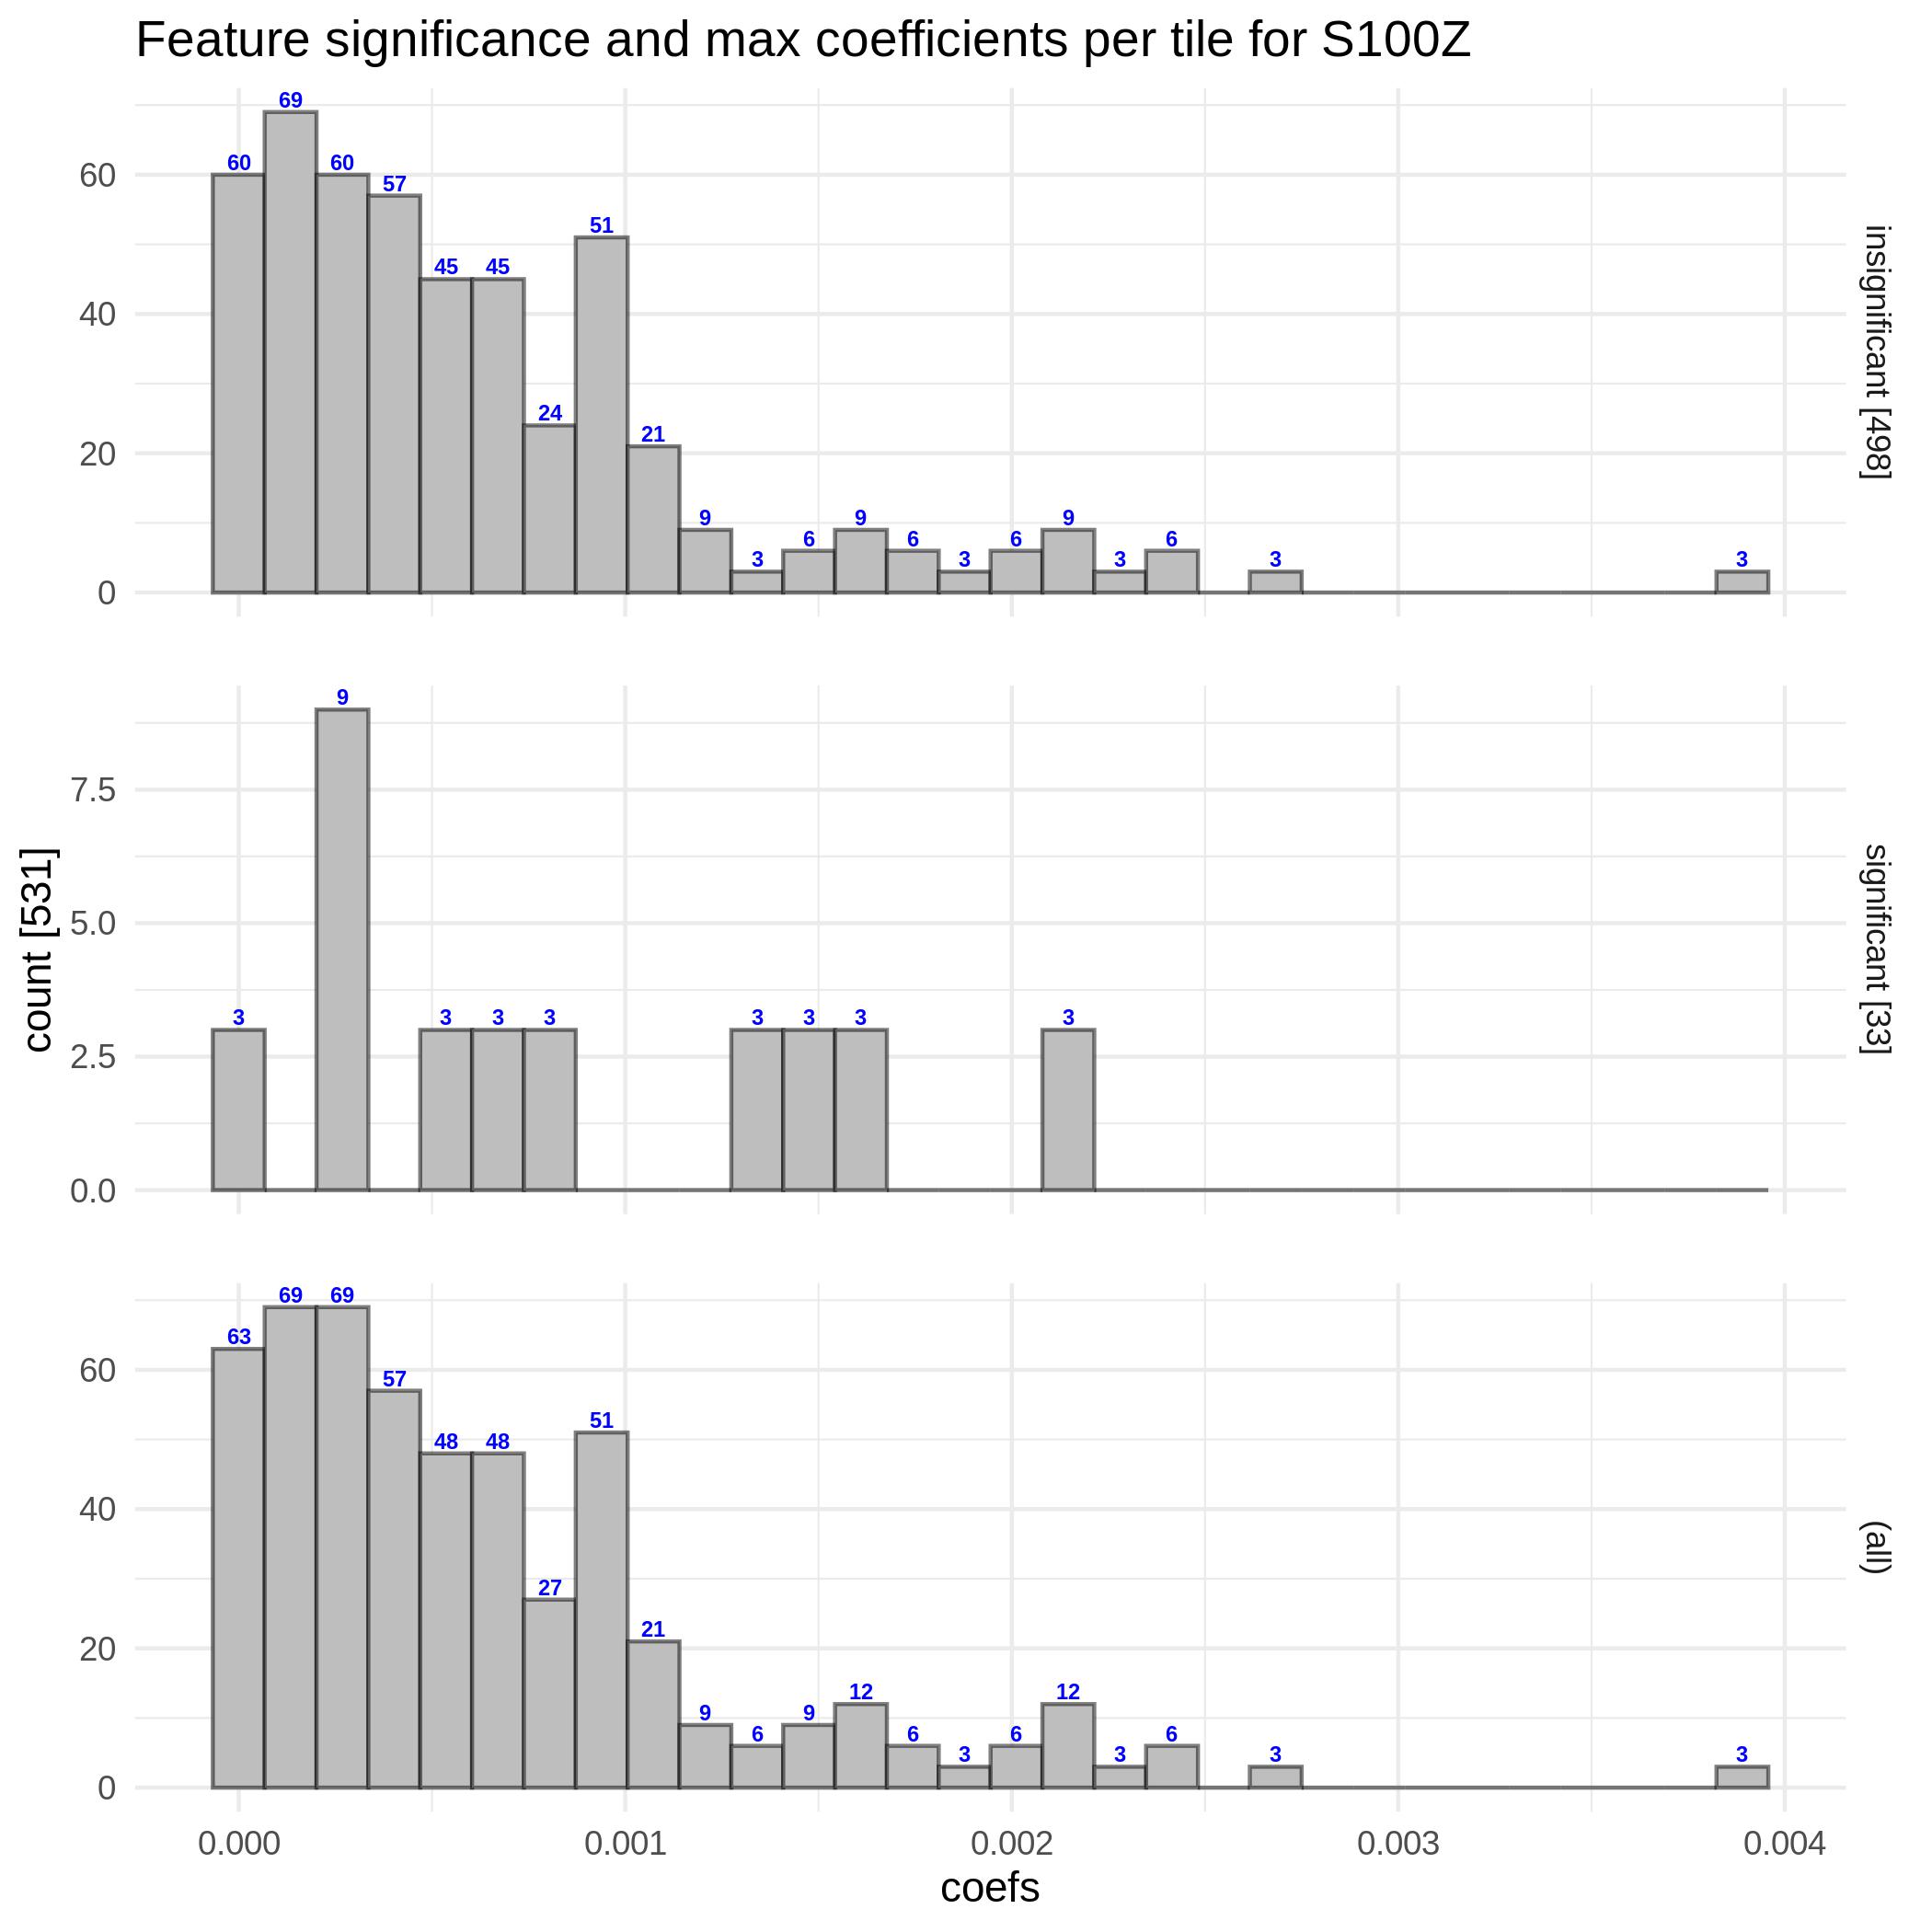 Feature significance and max coefficients per tile for S100Z
69
60 60
57
51
45 45
24
21
9 9 9
6 6 6 6
3 3 3 3 3
60
40
20
0
insignificant [498]
9
3 3 3 3 3 3 3 3
7.5
5.0
2.5
0.0
count [531]
significant [33]
69 69
63
57
51
48 48
27
21
12 12
9 9
6 6 6 6
3 3 3 3
60
40
20
0
(all)
0.000 0.001 0.002 0.003 0.004
coefs